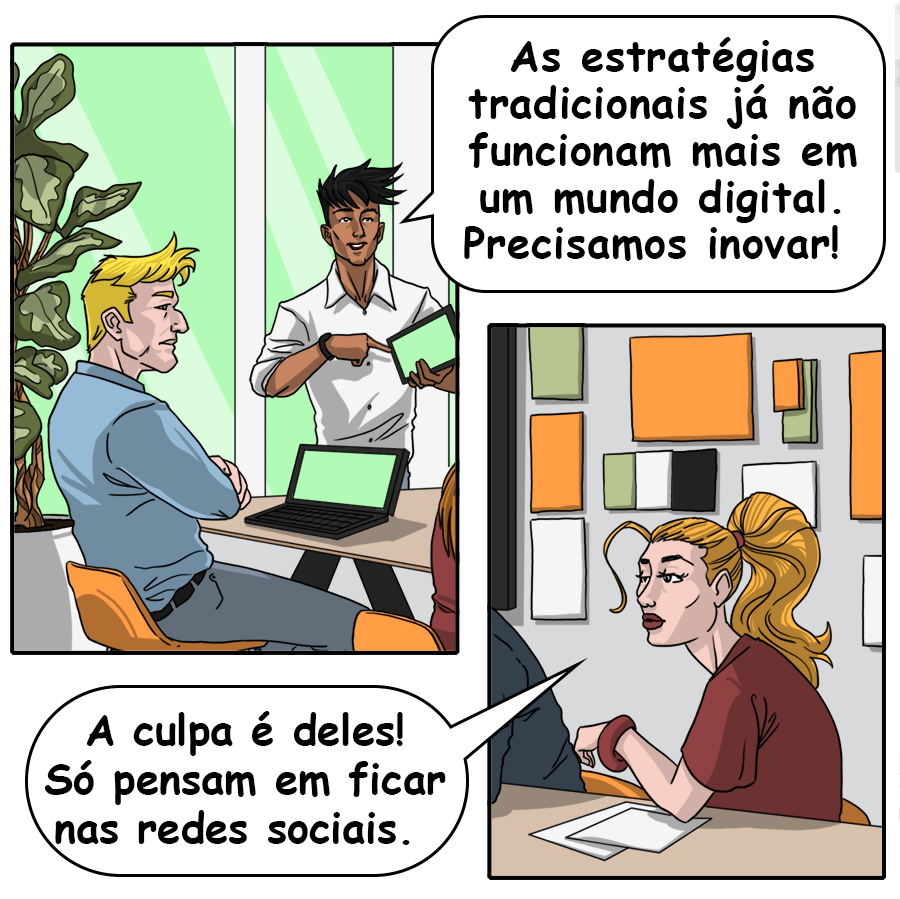 As estratégias
tradicionais já não
funcionam mais em
um mundo digital.
Precisamos inovar!
A culpa é deles!
Só pensam em ficar
nas redes sociais.